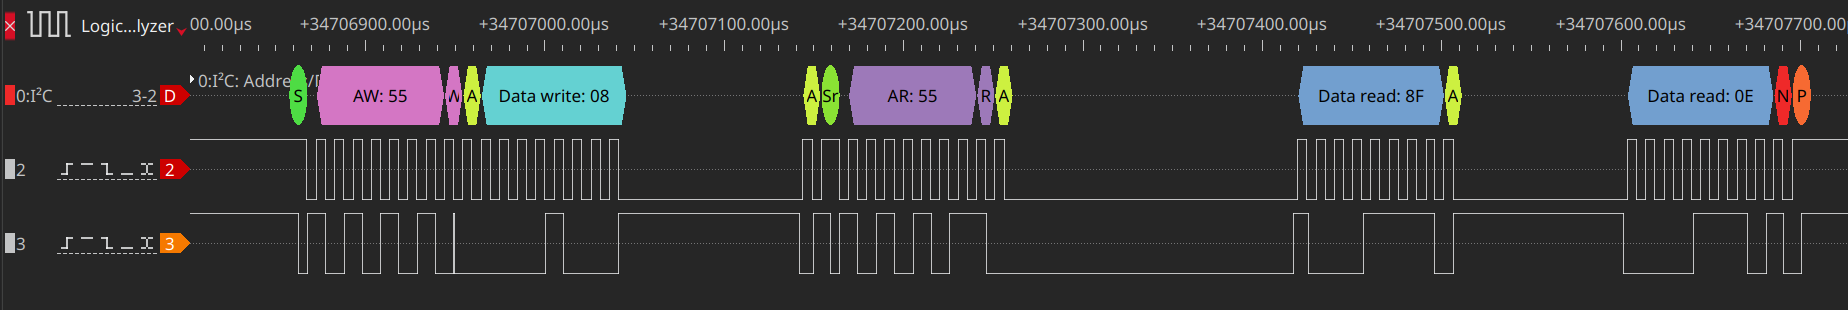 Logic...lyzer
00.00µs +34706900.00µs +34707000.00µs +34707100.00µs +34707200.00µs +34707300.00µs +34707400.00µs +34707500.00µs +34707600.00µs +34707700.00µs
0:I²C: Addre
0:I²C 3-2 D S AW: 55 W A Data write: 08 A Sr AR: 55 R A Data read: 8F A Data read: 0E N P
2 2
3 3